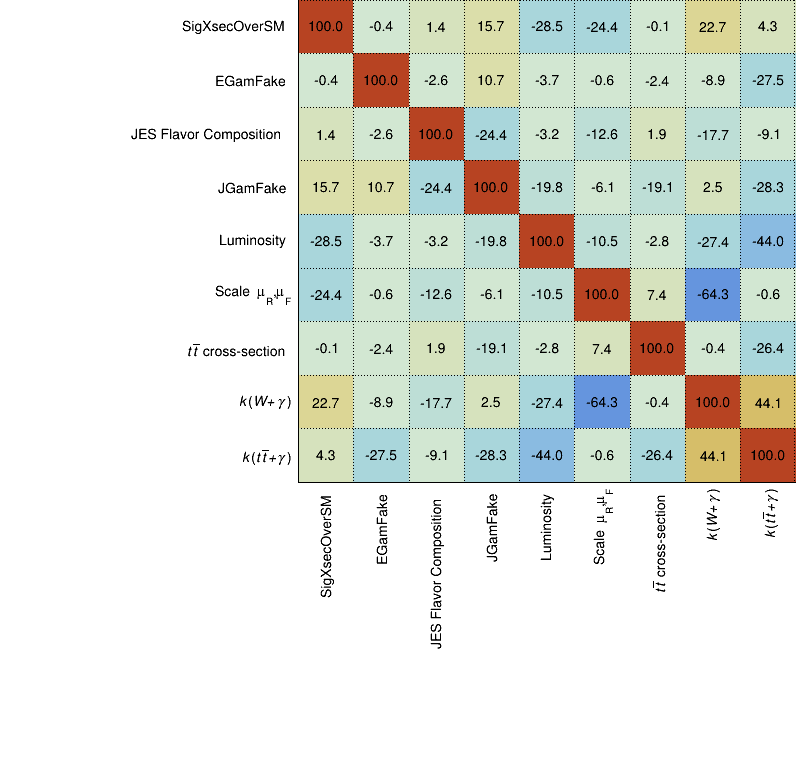 SigXsecOverSM 100.0 -0.4 1.4 15.7 -28.5 -24.4 -0.1 22.7 4.3
EGamFake -0.4 100.0 -2.6 10.7 -3.7 -0.6 -2.4 -8.9 -27.5
JES Flavor Composition 1.4 -2.6 100.0 -24.4 -3.2 -12.6 1.9 -17.7 -9.1
JGamFake 15.7 10.7 -24.4 100.0 -19.8 -6.1 -19.1 2.5 -28.3
Luminosity -28.5 -3.7 -3.2 -19.8 100.0 -10.5 -2.8 -27.4 -44.0
Scale μ_R,μ_F -24.4 -0.6 -12.6 -6.1 -10.5 100.0 7.4 -64.3 -0.6
tt̅ cross-section -0.1 -2.4 1.9 -19.1 -2.8 7.4 100.0 -0.4 -26.4
k(W+γ) 22.7 -8.9 -17.7 2.5 -27.4 -64.3 -0.4 100.0 44.1
k(tt̅+γ) 4.3 -27.5 -9.1 -28.3 -44.0 -0.6 -26.4 44.1 100.0
SigXsecOverSM
EGamFake
JES Flavor Composition
JGamFake
Luminosity
Scale μ_R,μ_F
tt̅ cross-section
k(W+γ)
k(tt̅+γ)